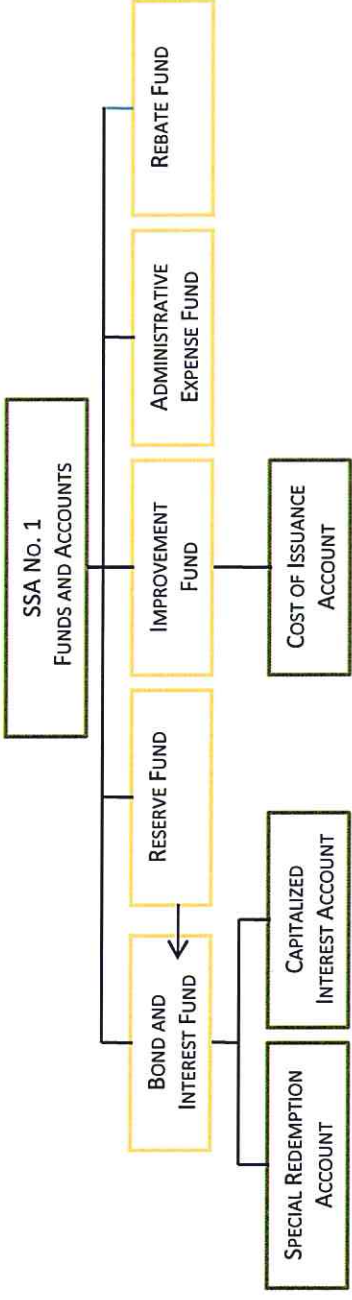 SSA No. 1
Funds and Accounts
Bond and
Interest Fund
Reserve Fund
Improvement
Fund
Administrative
Expense Fund
Rebate Fund
Special Redemption
Account
Capitalized
Interest Account
Cost of Issuance
Account